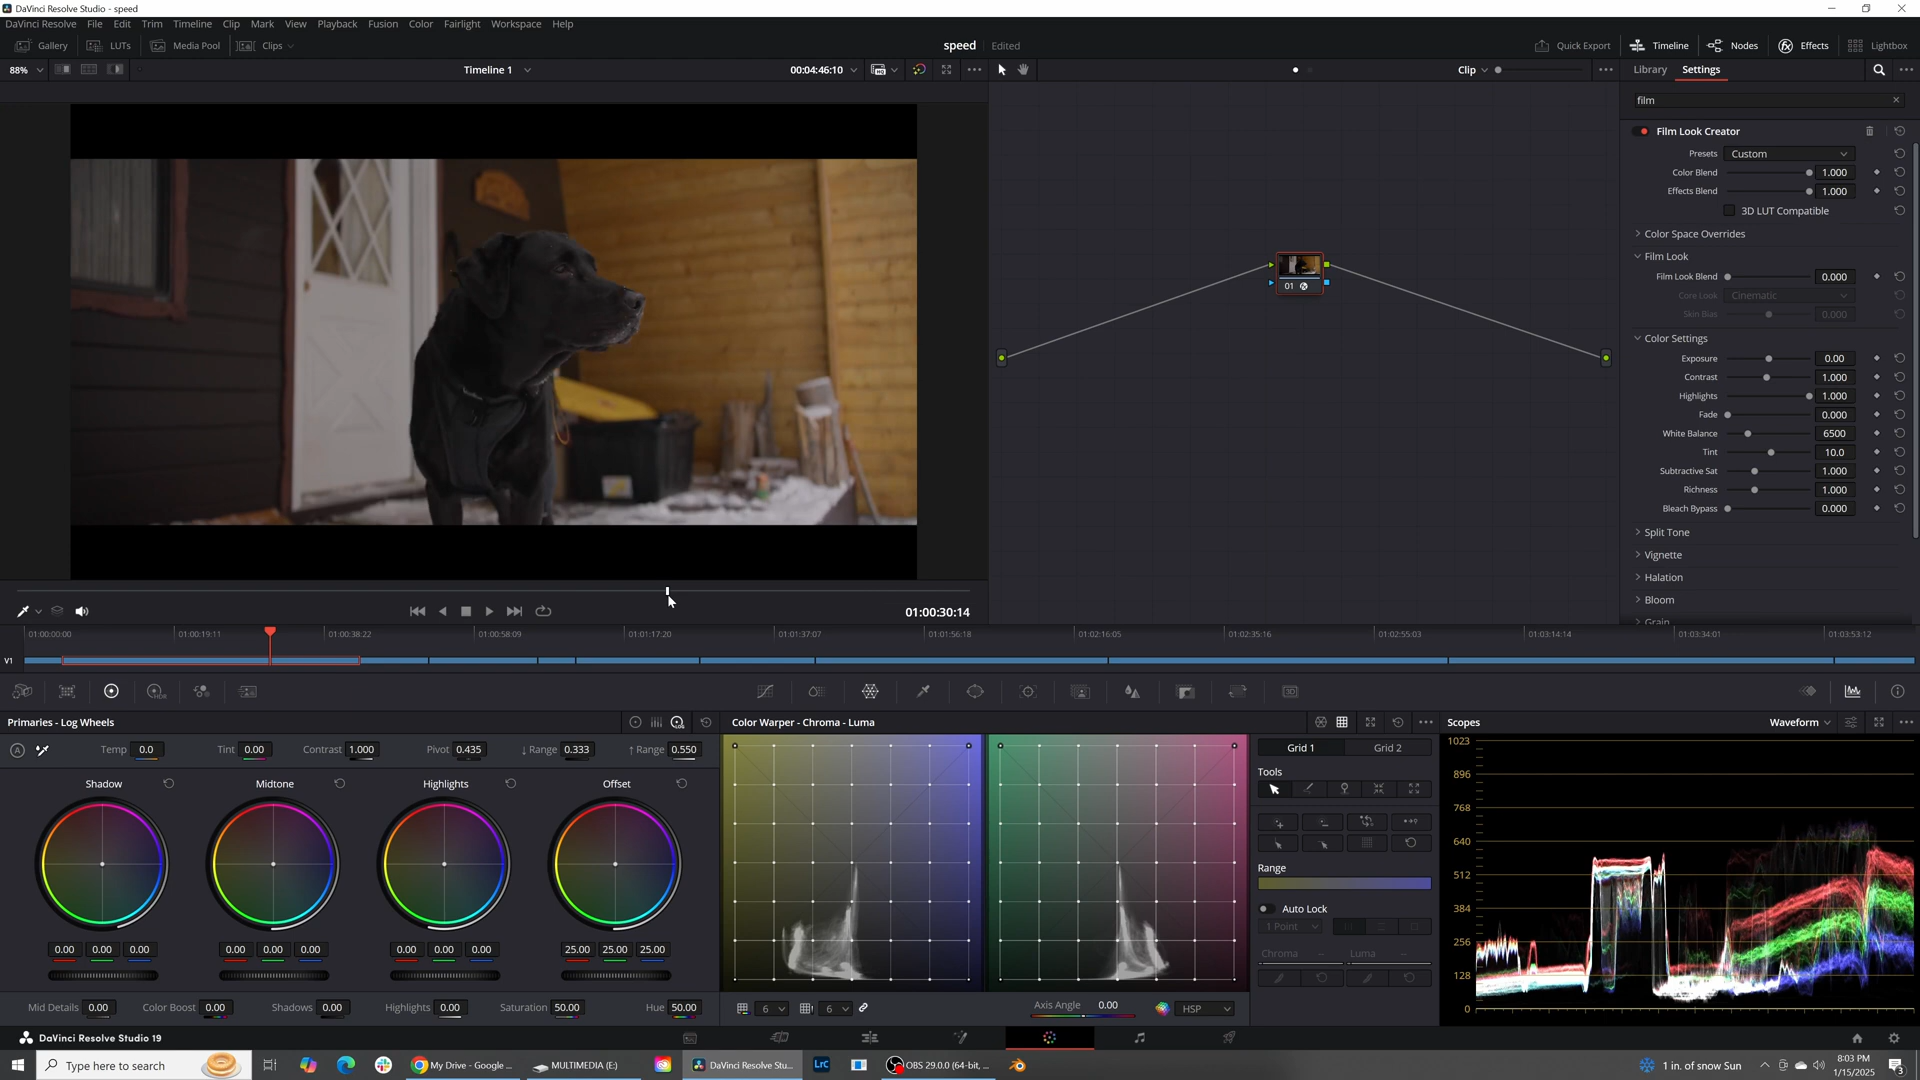 DaVinci Resolve Studio - speed
DaVinci Resolve File Edit Trim Timeline Clip Mark View Playback Fusion Color Fairlight Workspace Help
Gallery LUTs Media Pool Clips speed Edited Quick Export Timeline Nodes Effects Lightbox
88% Timeline 1 00:04:46:10 Clip Library Settings
film
Film Look Creator
Presets Custom
Color Blend 1.000
Effects Blend 1.000
3D LUT Compatible
Color Space Overrides
Film Look
Film Look Blend 0.000
Core Look Cinematic
Skin Bias 0.000
Color Settings
Exposure 0.00
Contrast 1.000
Highlights 1.000
Fade 0.000
White Balance 6500
Tint 10.0
Subtractive Sat 1.000
Richness 1.000
Bleach Bypass 0.000
Split Tone
Vignette
Halation
Bloom
Grain
01
01:00:30:14
01:00:00:00 01:00:19:11 01:00:38:22 01:00:58:09 01:01:17:20 01:01:37:07 01:01:56:18 01:02:16:05 01:02:35:16 01:02:55:03 01:03:14:14 01:03:34:01 01:03:53:12
V1
Primaries - Log Wheels
Temp 0.0 Tint 0.00 Contrast 1.000 Pivot 0.435 ↓ Range 0.333 ↑ Range 0.550
Shadow Midtone Highlights Offset
0.00 0.00 0.00 0.00 0.00 0.00 0.00 0.00 0.00 25.00 25.00 25.00
Mid Details 0.00 Color Boost 0.00 Shadows 0.00 Highlights 0.00 Saturation 50.00 Hue 50.00
Color Warper - Chroma - Luma
Grid 1 Grid 2
Tools
Range
Auto Lock
1 Point
Chroma -- Luma --
6 6 Axis Angle 0.00 HSP
Scopes Waveform
1023
896
768
640
512
384
256
128
0
DaVinci Resolve Studio 19
Type here to search My Drive - Google ... MULTIMEDIA (E:) DaVinci Resolve Stu... LrC OBS 29.0.0 (64-bit, ... 1 in. of snow Sun 8:03 PM
1/15/2025 3